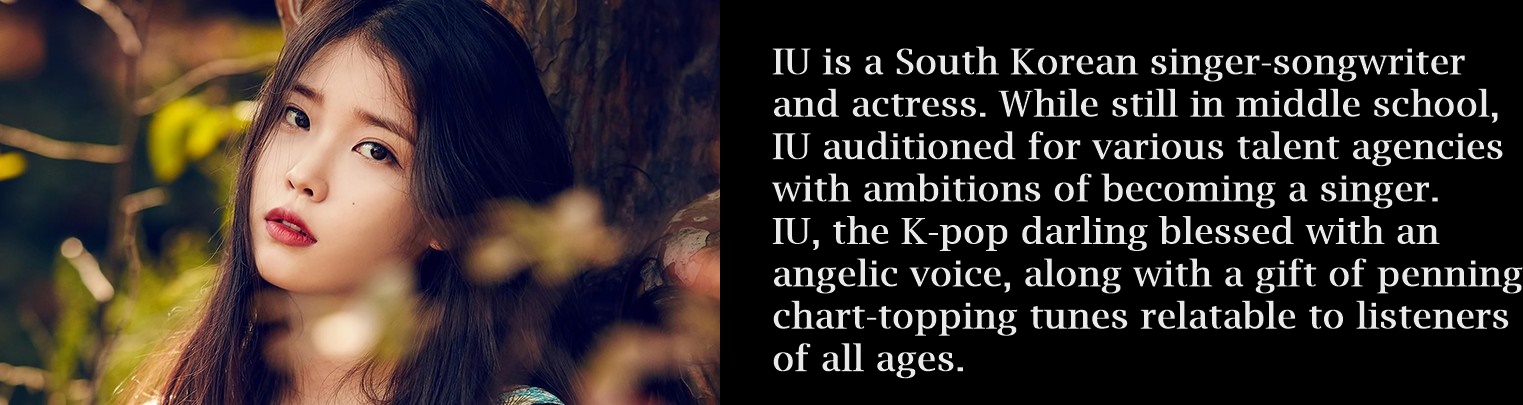 IU is a South Korean singer-songwriter
and actress. While still in middle school,
IU auditioned for various talent agencies
with ambitions of becoming a singer.
IU, the K-pop darling blessed with an
angelic voice, along with a gift of penning
chart-topping tunes relatable to listeners
of all ages.